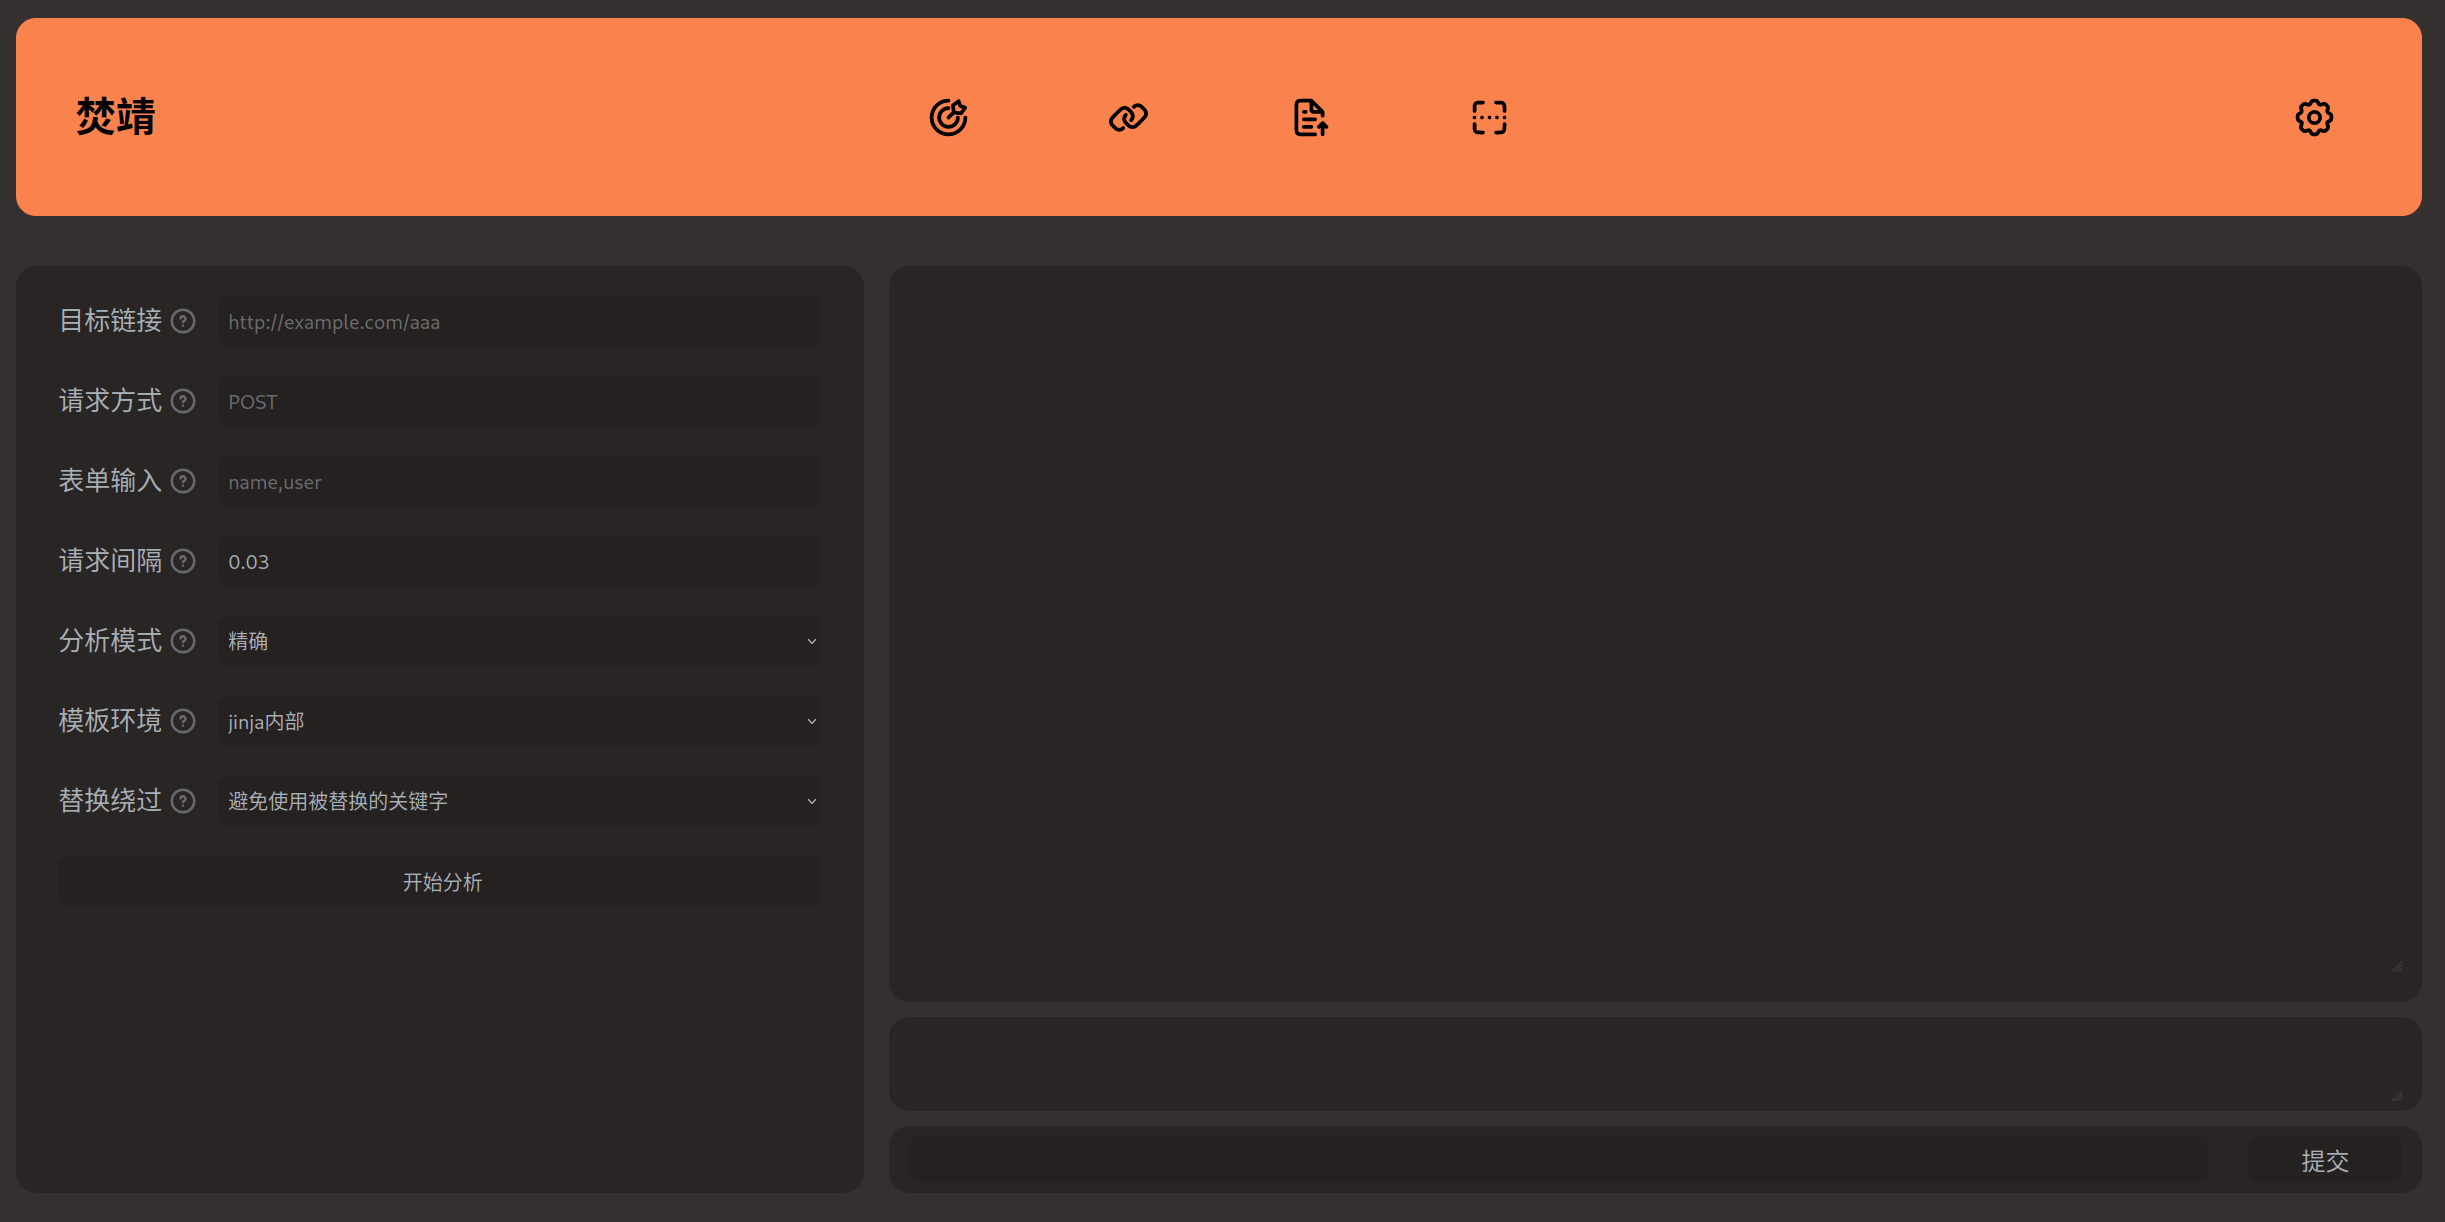 焚靖
目标链接
http://example.com/aaa
请求方式
POST
表单输入
name,user
请求间隔
0.03
分析模式
精确
模板环境
jinja内部
替换绕过
避免使用被替换的关键字
开始分析
提交